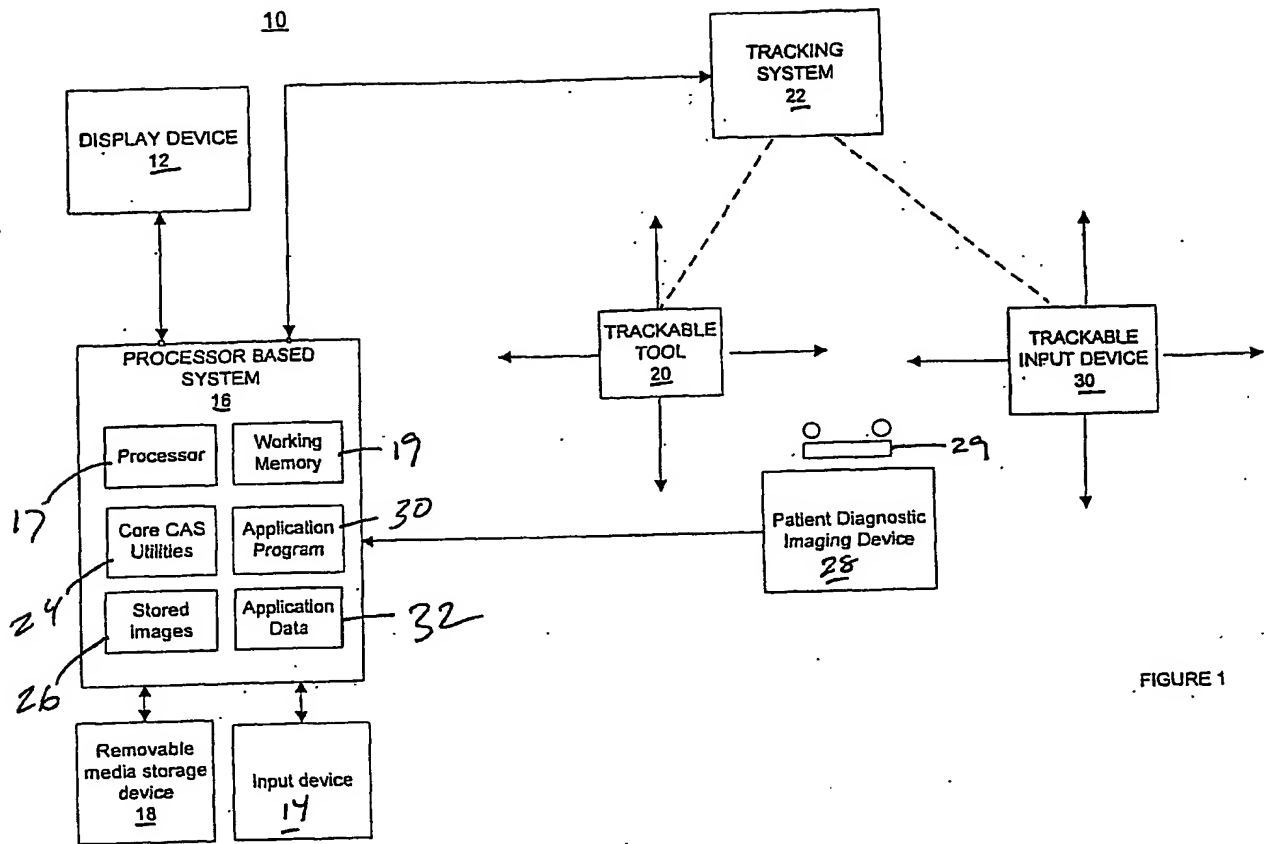 10
TRACKING
SYSTEM
22
DISPLAY DEVICE
12
TRACKABLE
TOOL
20
TRACKABLE
INPUT DEVICE
30
PROCESSOR BASED
SYSTEM
16
Processor
17
Working
Memory
19
Core CAS
Utilities
24
Application
Program
30
Stored
Images
26
Application
Data
32
29
Patient Diagnostic
Imaging Device
28
Removable
media storage
device
18
Input device
14
FIGURE 1